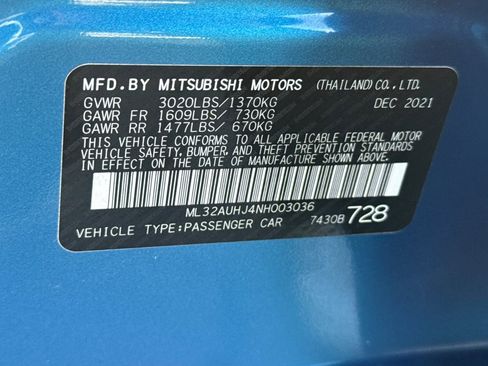 MFD.BY MITSUBISHI MOTORS (THAILAND) CO.,LTD.
GVWR 3020LBS/1370KG DEC 2021
GAWR FR 1609LBS/ 730KG
GAWR RR 1477LBS/ 670KG
THIS VEHICLE CONFORMS TO ALL APPLICABLE FEDERAL MOTOR
VEHICLE SAFETY, BUMPER AND THEFT PREVENTION STANDARDS
IN EFFECT ON THE DATE OF MANUFACTURE SHOWN ABOVE.
ML32AUHJ4NH003036
VEHICLE TYPE:PASSENGER CAR 7430B 728